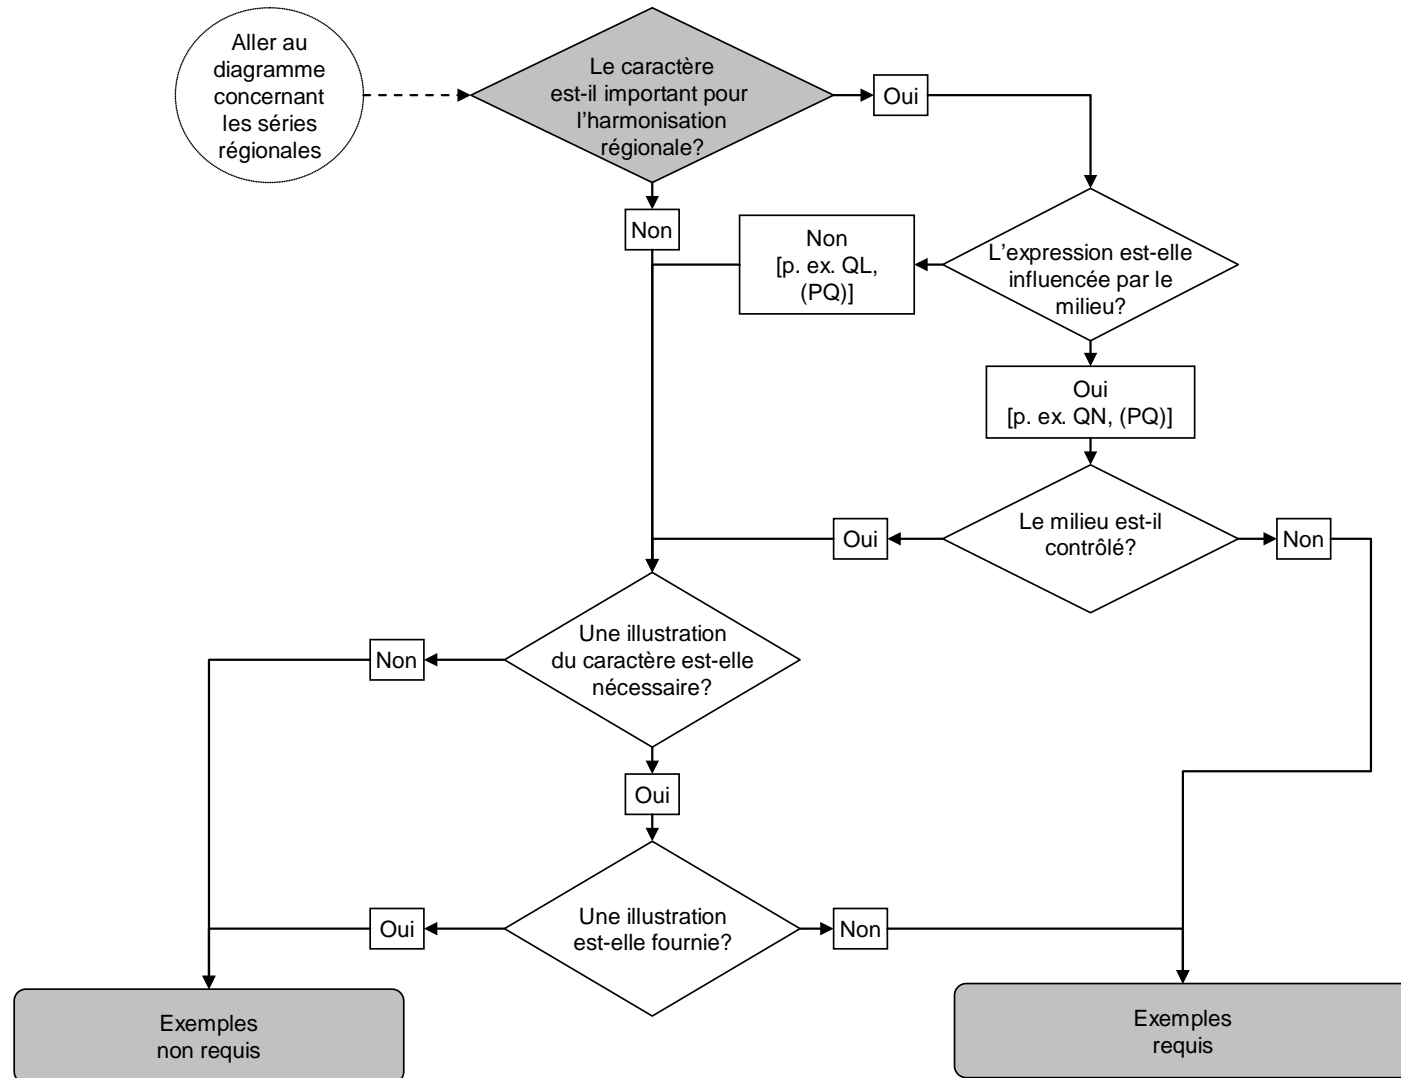 Aller au
diagramme
concernant
les séries
régionales
Le caractère
est-il important pour
l'harmonisation
régionale?
Oui
Non
Non
[p. ex. QL,
(PQ)]
L'expression est-elle
influencée par le
milieu?
Oui
[p. ex. QN, (PQ)]
Oui
Le milieu est-il
contrôlé?
Non
Non
Une illustration
du caractère est-elle
nécessaire?
Oui
Oui
Une illustration
est-elle fournie?
Non
Exemples
non requis
Exemples
requis